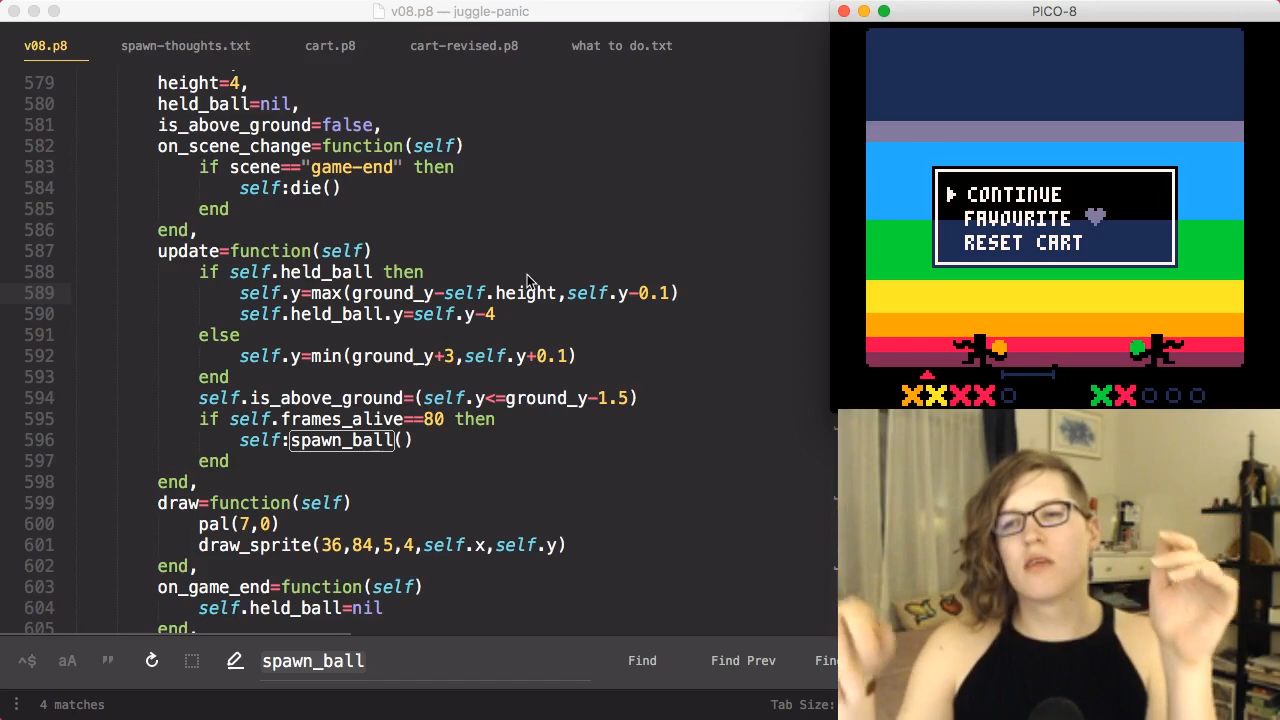 v08.p8 — juggle-panic
PICO-8
v08.p8
spawn-thoughts.txt
cart.p8
cart-revised.p8
what to do.txt
579 height=4,
580 held_ball=nil,
581 is_above_ground=false,
582 on_scene_change=function(self)
583 if scene=="game-end" then
584 self:die()
585 end
586 end,
587 update=function(self)
588 if self.held_ball then
589 self.y=max(ground_y-self.height,self.y-0.1)
590 self.held_ball.y=self.y-4
591 else
592 self.y=min(ground_y+3,self.y+0.1)
593 end
594 self.is_above_ground=(self.y<=ground_y-1.5)
595 if self.frames_alive==80 then
596 self:spawn_ball()
597 end
598 end,
599 draw=function(self)
600 pal(7,0)
601 draw_sprite(36,84,5,4,self.x,self.y)
602 end,
603 on_game_end=function(self)
604 self.held_ball=nil
605 end,
CONTINUE
FAVOURITE
RESET CART
aA
spawn_ball
Find
Find Prev
4 matches
Tab Size: